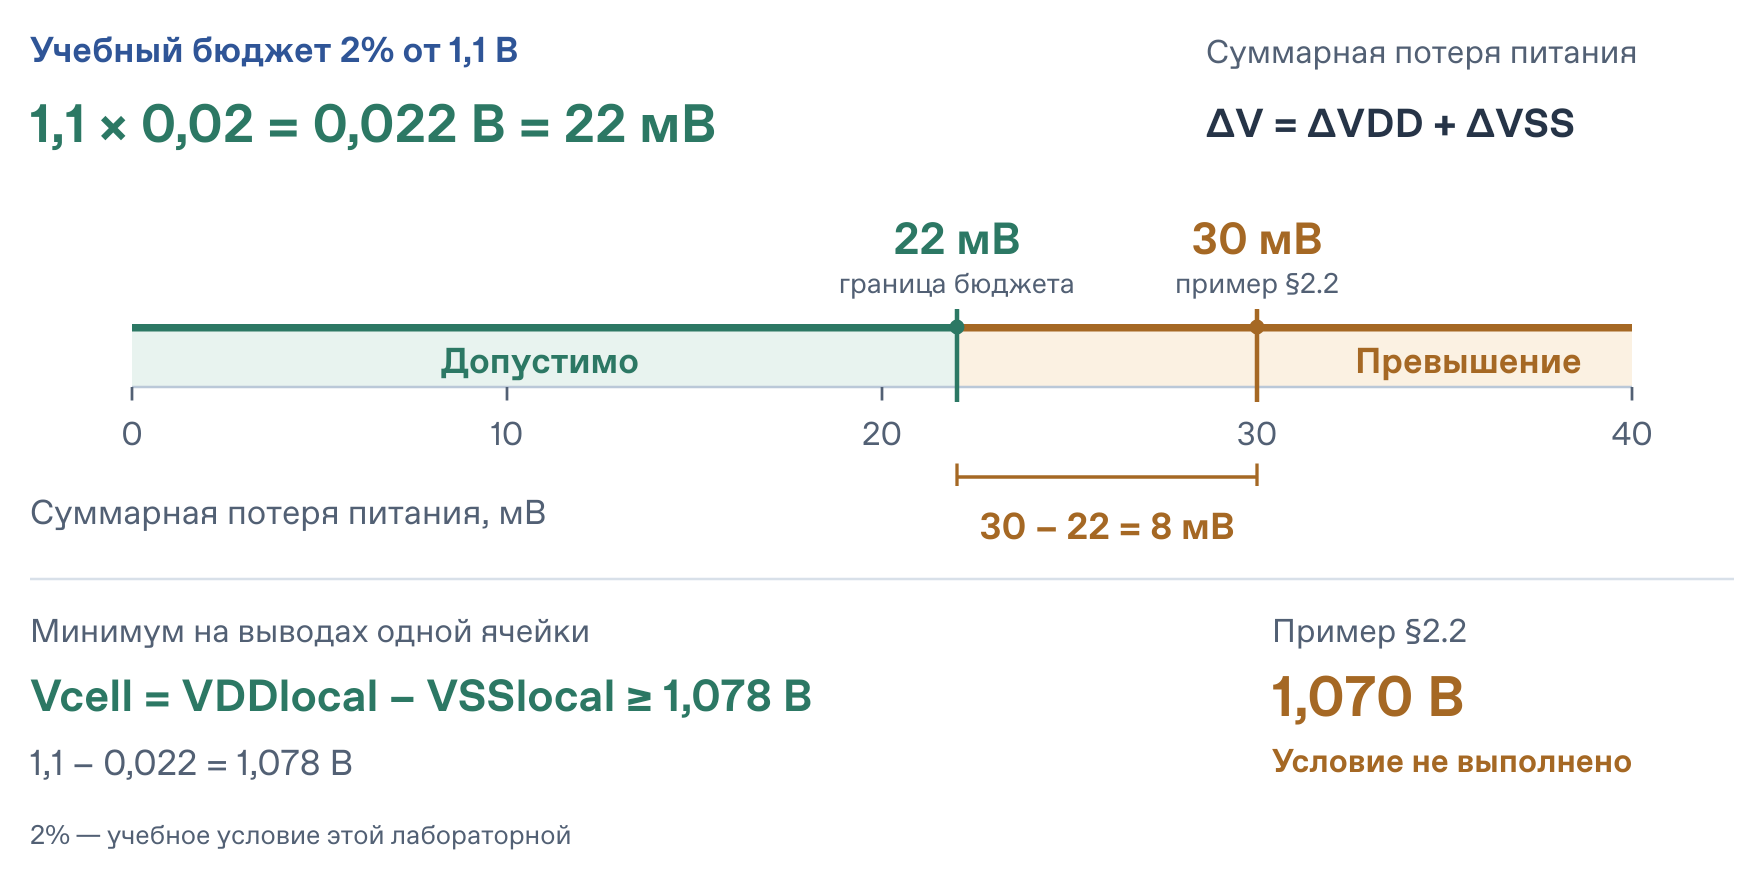 Учебный бюджет 2% от 1,1 В
1,1 × 0,02 = 0,022 В = 22 мВ
Суммарная потеря питания
ΔV = ΔVDD + ΔVSS
22 мВ
граница бюджета
30 мВ
пример §2.2
Допустимо
Превышение
0 10 20 30 40
Суммарная потеря питания, мВ
30 – 22 = 8 мВ
Минимум на выводах одной ячейки
Vcell = VDDlocal – VSSlocal ≥ 1,078 В
1,1 – 0,022 = 1,078 В
Пример §2.2
1,070 В
Условие не выполнено
2% — учебное условие этой лабораторной